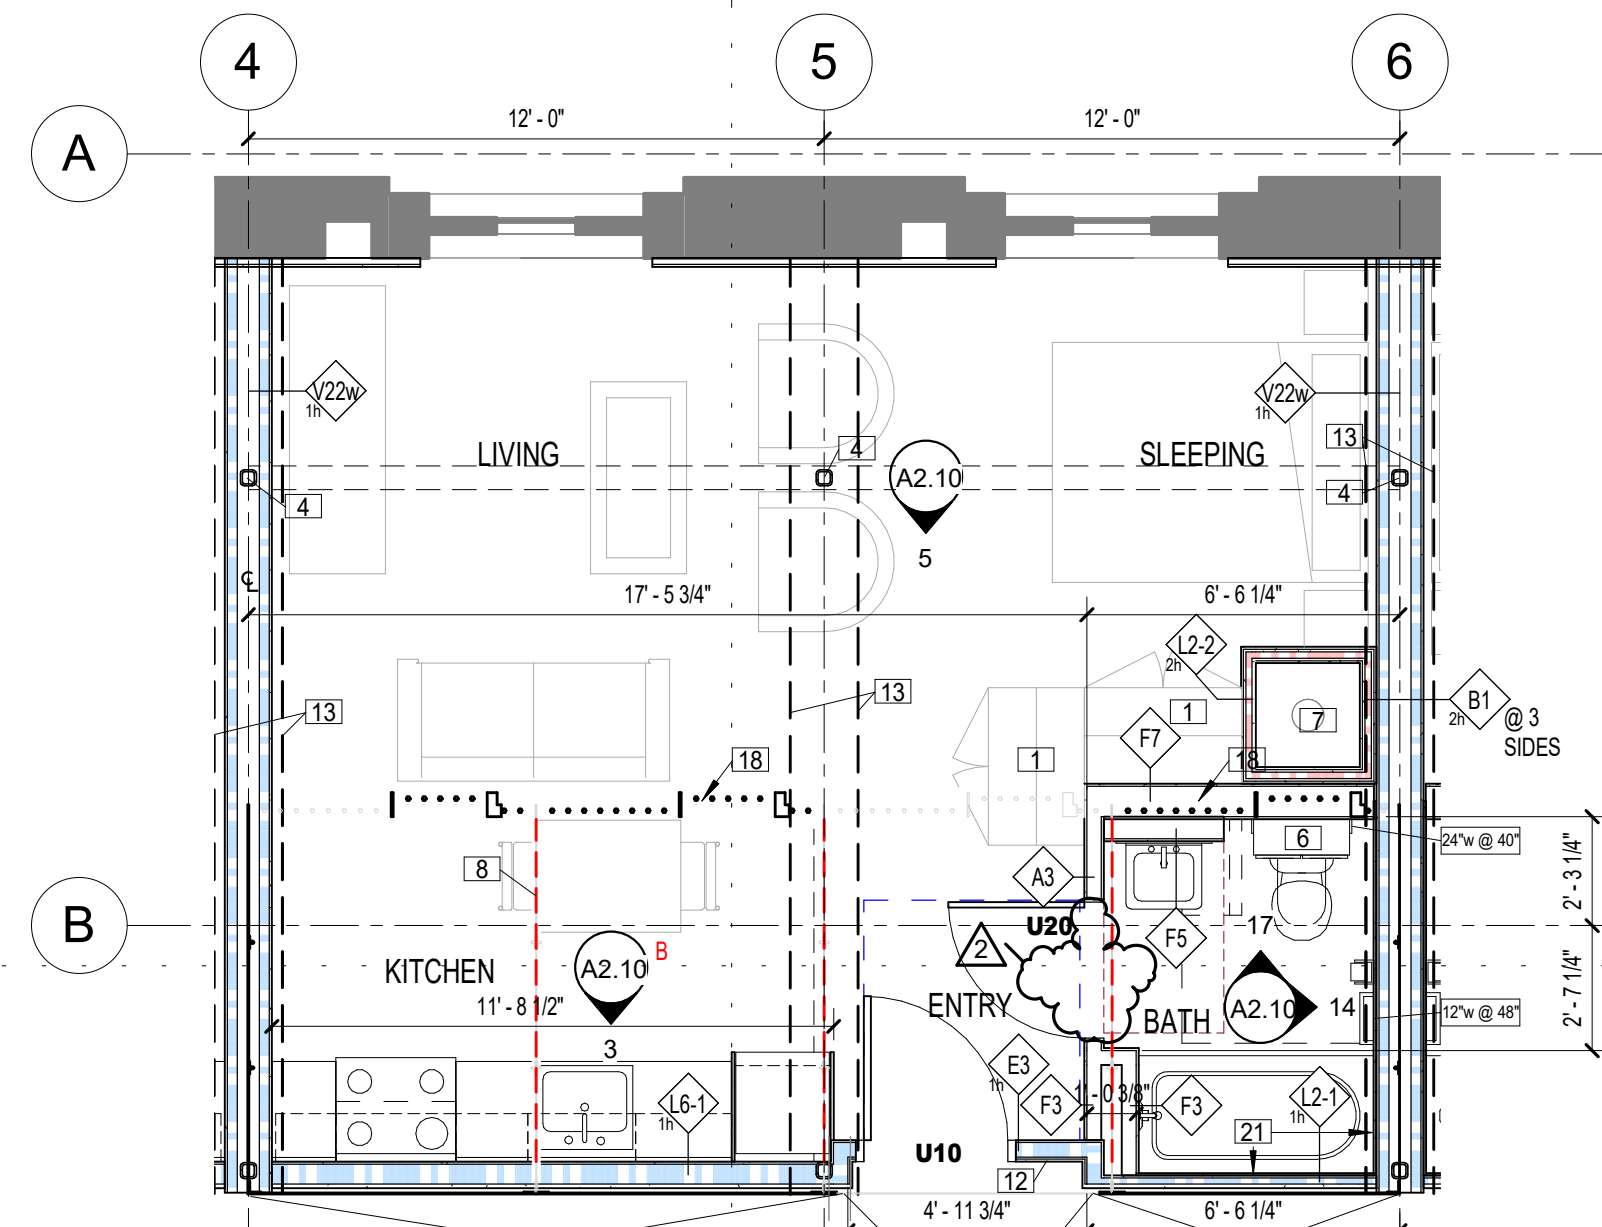 4
5
6
12' - 0"
12' - 0"
A
V22w
1h
V22w
1h
LIVING
4
A2.10
5
SLEEPING
13
4
4
℄
17' - 5 3/4"
6' - 6 1/4"
L2-2
2h
13
13
1
7
B1
2h
@ 3
SIDES
F7
18
1
18
8
A3
6
24"w @ 40"
2' - 3 1/4"
B
U20
F5
17
2
KITCHEN
A2.10
B
3
11' - 8 1/2"
ENTRY
BATH
A2.10
14
12"w @ 48"
2' - 7 1/4"
E3
1h
F3
1' - 0 3/8"
F3
L2-1
1h
L6-1
1h
21
U10
12
4' - 11 3/4"
6' - 6 1/4"